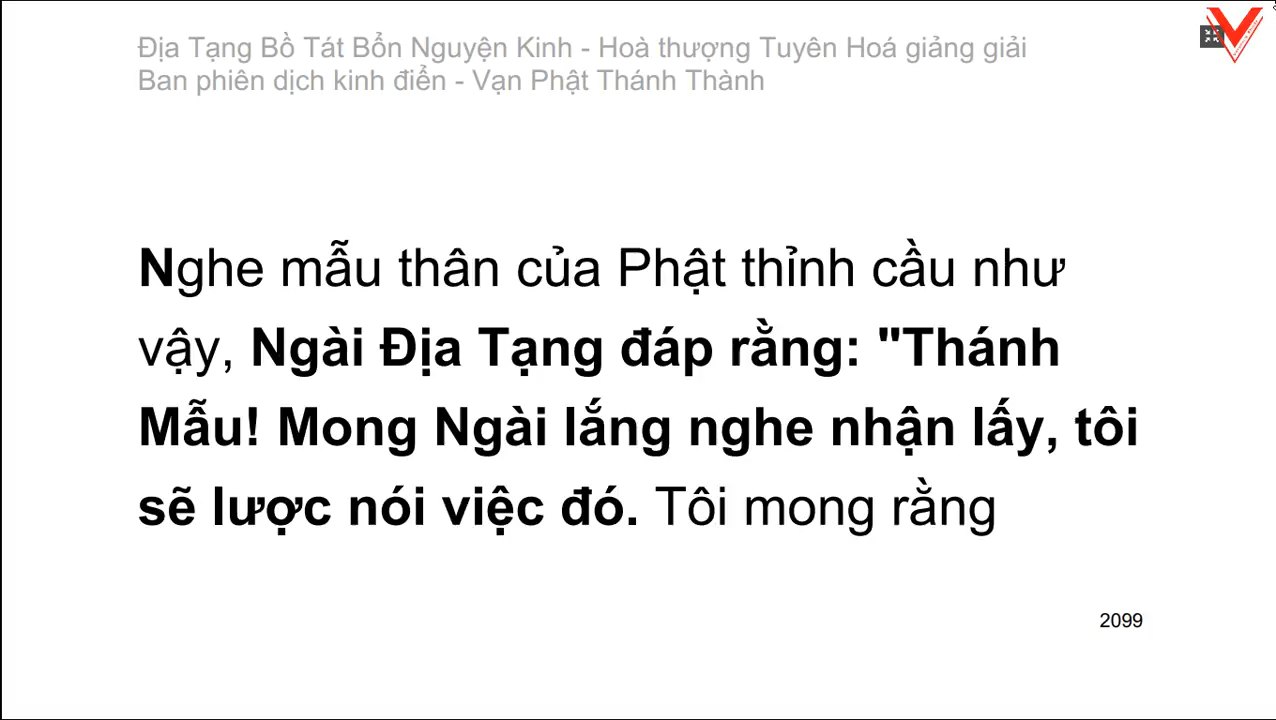 Địa Tạng Bồ Tát Bổn Nguyện Kinh - Hoà thượng Tuyên Hoá giảng giải
Ban phiên dịch kinh điển - Vạn Phật Thánh Thành
Nghe mẫu thân của Phật thỉnh cầu như
vậy, Ngài Địa Tạng đáp rằng: "Thánh
Mẫu! Mong Ngài lắng nghe nhận lấy, tôi
sẽ lược nói việc đó. Tôi mong rằng
2099